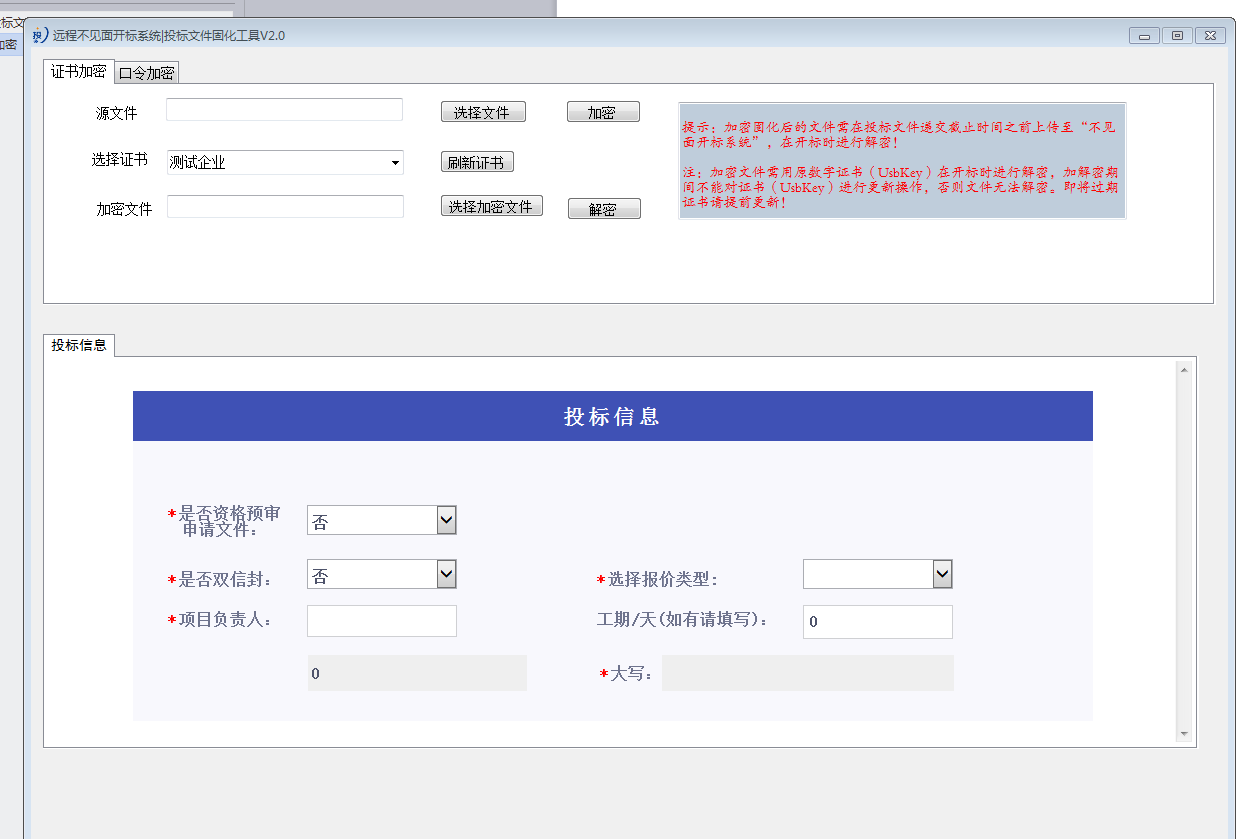 标文
远程不见面开标系统|投标文件固化工具V2.0
加密
证书加密 口令加密
源文件 选择文件 加密
提示：加密固化后的文件需在投标文件递交截止时间之前上传至“不见
面开标系统”，在开标时进行解密！
选择证书 测试企业 刷新证书
注：加密文件需用原数字证书（UsbKey）在开标时进行解密，加解密期
间不能对证书（UsbKey）进行更新操作，否则文件无法解密。即将过期
证书请提前更新！
加密文件 选择加密文件 解密
投标信息
投标信息
*是否资格预审
申请文件： 否
*是否双信封： 否 *选择报价类型：
*项目负责人： 工期/天(如有请填写)： 0
0 *大写：